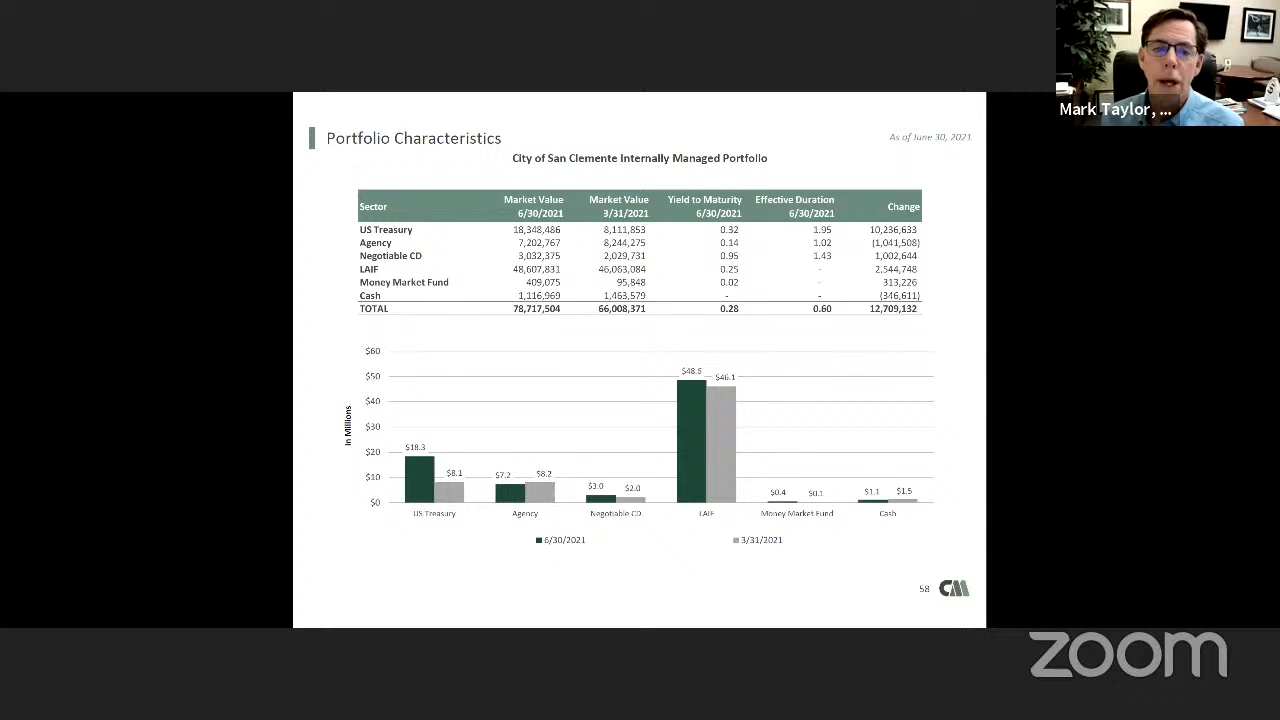 Mark Taylor, ...
Portfolio Characteristics
As of June 30, 2021
City of San Clemente Internally Managed Portfolio
Sector Market Value 6/30/2021 Market Value 3/31/2021 Yield to Maturity 6/30/2021 Effective Duration 6/30/2021 Change
US Treasury 18,348,486 8,111,853 0.32 1.95 10,236,633
Agency 7,202,767 8,244,275 0.14 1.02 (1,041,508)
Negotiable CD 3,032,375 2,029,731 0.95 1.43 1,002,644
LAIF 48,607,831 46,063,084 0.25 - 2,544,748
Money Market Fund 409,075 95,848 0.02 - 313,226
Cash 1,116,969 1,463,579 - - (346,611)
TOTAL 78,717,504 66,008,371 0.28 0.60 12,709,132
In Millions
$60
$50
$40
$30
$20
$10
$0
$18.3 $8.1 $7.2 $8.2 $3.0 $2.0 $48.6 $46.1 $0.4 $0.1 $1.1 $1.5
US Treasury Agency Negotiable CD LAIF Money Market Fund Cash
6/30/2021 3/31/2021
58 CM
zoom